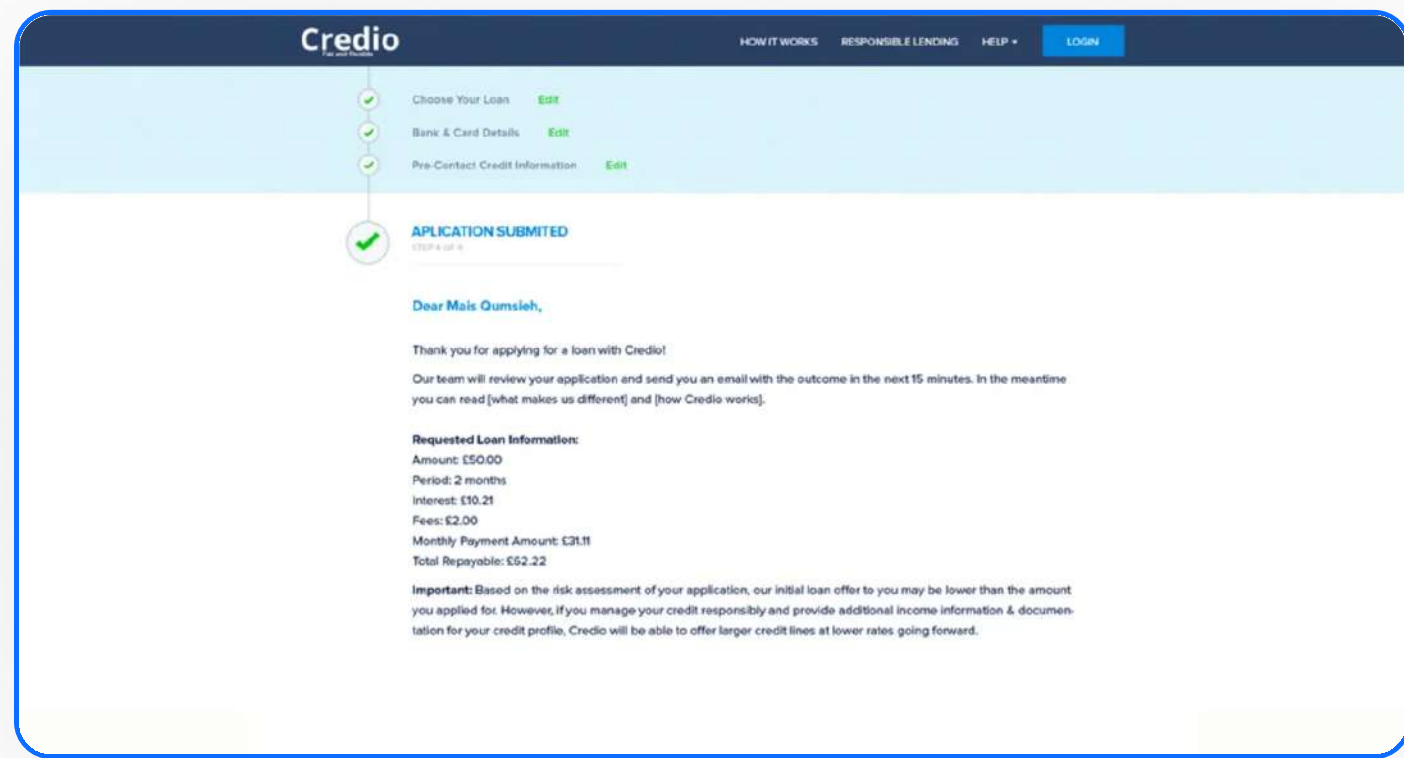 Credio
Fair and Flexible
HOW IT WORKS
RESPONSIBLE LENDING
HELP
LOGIN
Choose Your Loan Edit
Bank & Card Details Edit
Pre-Contact Credit Information Edit
APLICATION SUBMITED
STEP 4 OF 4
Dear Mais Qumsieh,
Thank you for applying for a loan with Credio!
Our team will review your application and send you an email with the outcome in the next 15 minutes. In the meantime
you can read [what makes us different] and [how Credio works].
Requested Loan Information:
Amount: £50.00
Period: 2 months
Interest: £10.21
Fees: £2.00
Monthly Payment Amount: £31.11
Total Repayable: £62.22
Important: Based on the risk assessment of your application, our initial loan offer to you may be lower than the amount
you applied for. However, if you manage your credit responsibly and provide additional income information & documen-
tation for your credit profile, Credio will be able to offer larger credit lines at lower rates going forward.